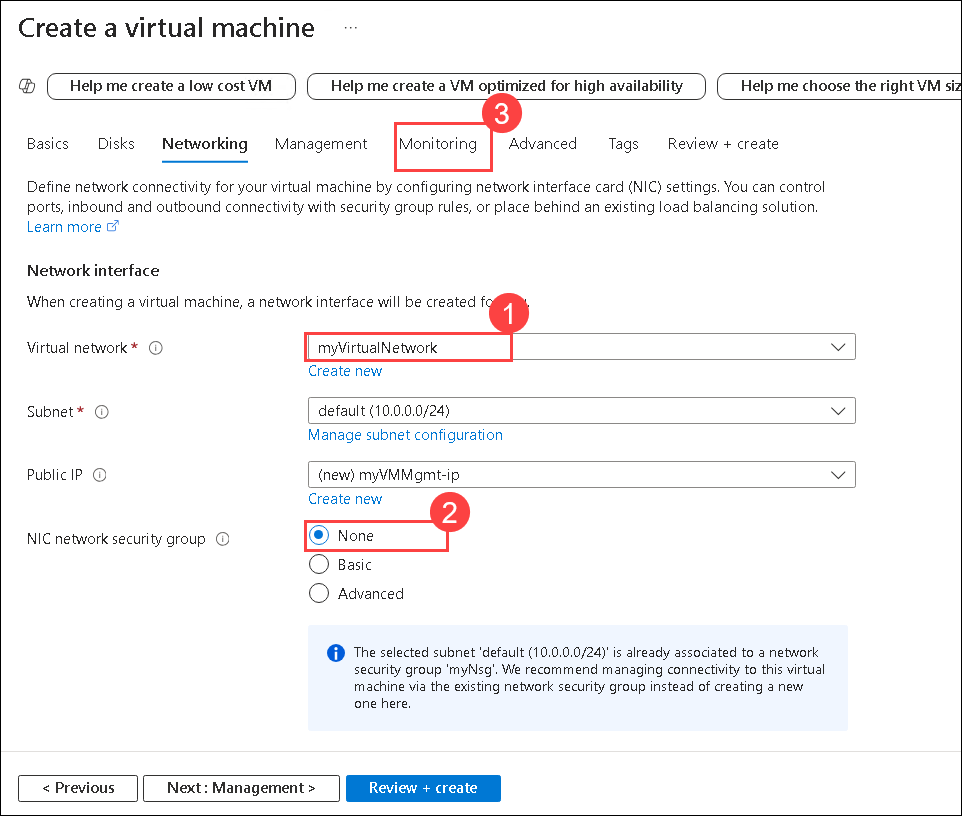 Create a virtual machine ...
Help me create a low cost VM
Help me create a VM optimized for high availability
Help me choose the right VM siz
3
Basics Disks Networking Management Monitoring Advanced Tags Review + create
Define network connectivity for your virtual machine by configuring network interface card (NIC) settings. You can control
ports, inbound and outbound connectivity with security group rules, or place behind an existing load balancing solution.
Learn more
Network interface
When creating a virtual machine, a network interface will be created for
1
Virtual network *
myVirtualNetwork
Create new
Subnet *
default (10.0.0.0/24)
Manage subnet configuration
Public IP
(new) myVMMgmt-ip
Create new
2
NIC network security group
None
Basic
Advanced
The selected subnet 'default (10.0.0.0/24)' is already associated to a network
security group 'myNsg'. We recommend managing connectivity to this virtual
machine via the existing network security group instead of creating a new
one here.
< Previous
Next : Management >
Review + create